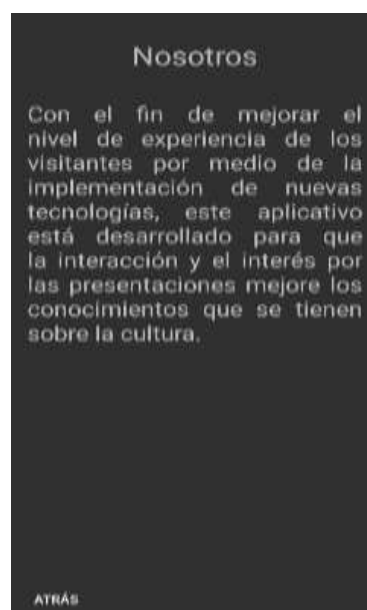 Nosotros
Con el fin de mejorar el
nivel de experiencia de los
visitantes por medio de la
implementación de nuevas
tecnologías, este aplicativo
está desarrollado para que
la interacción y el interés por
las presentaciones mejore los
conocimientos que se tienen
sobre la cultura.
ATRÁS